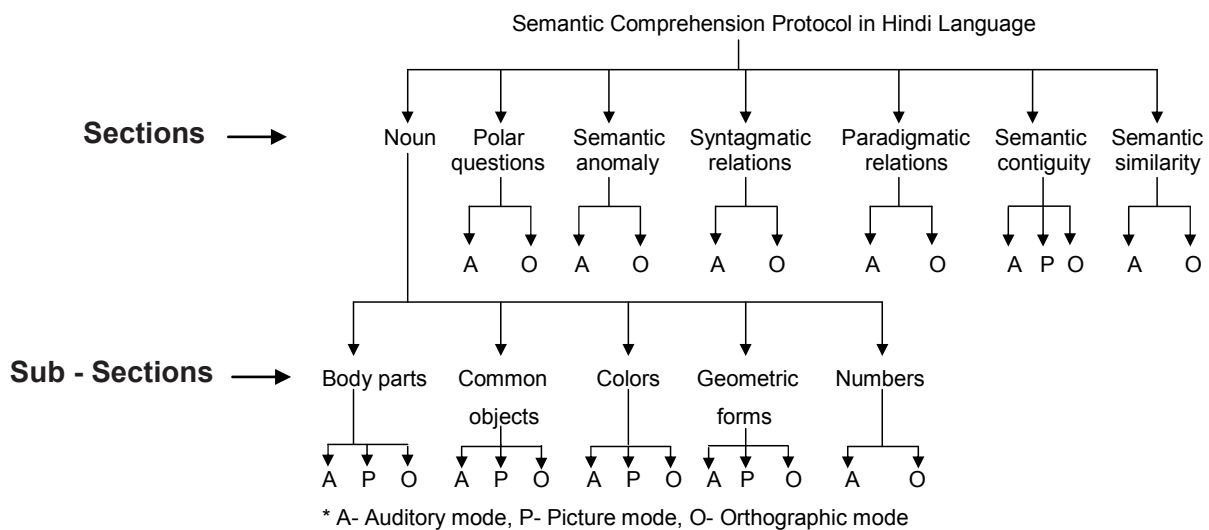 Semantic Comprehension Protocol in Hindi Language
Sections
Noun Polar Semantic Syntagmatic Paradigmatic Semantic Semantic
questions anomaly relations relations contiguity similarity
A O A O A O A O A P O A O
Sub - Sections
Body parts Common Colors Geometric Numbers
objects forms
A P O A P O A P O A P O A O
* A- Auditory mode, P- Picture mode, O- Orthographic mode